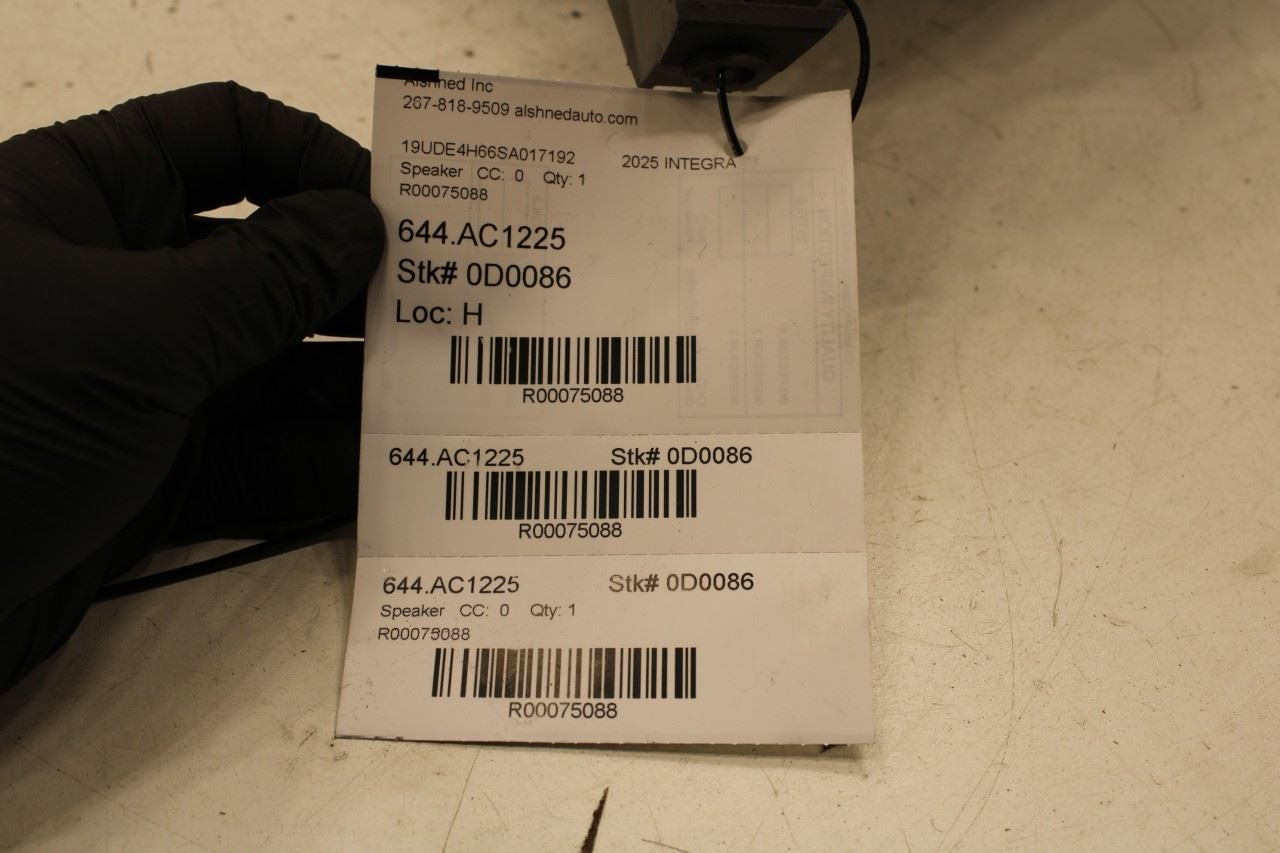 Alshned Inc
267-818-9509 alshnedauto.com
19UDE4H66SA017192 2025 INTEGRA
Speaker CC: 0 Qty: 1
R00075088
644.AC1225
Stk# 0D0086
Loc: H
R00075088
644.AC1225 Stk# 0D0086
R00075088
644.AC1225 Stk# 0D0086
Speaker CC: 0 Qty: 1
R00075088
R00075088